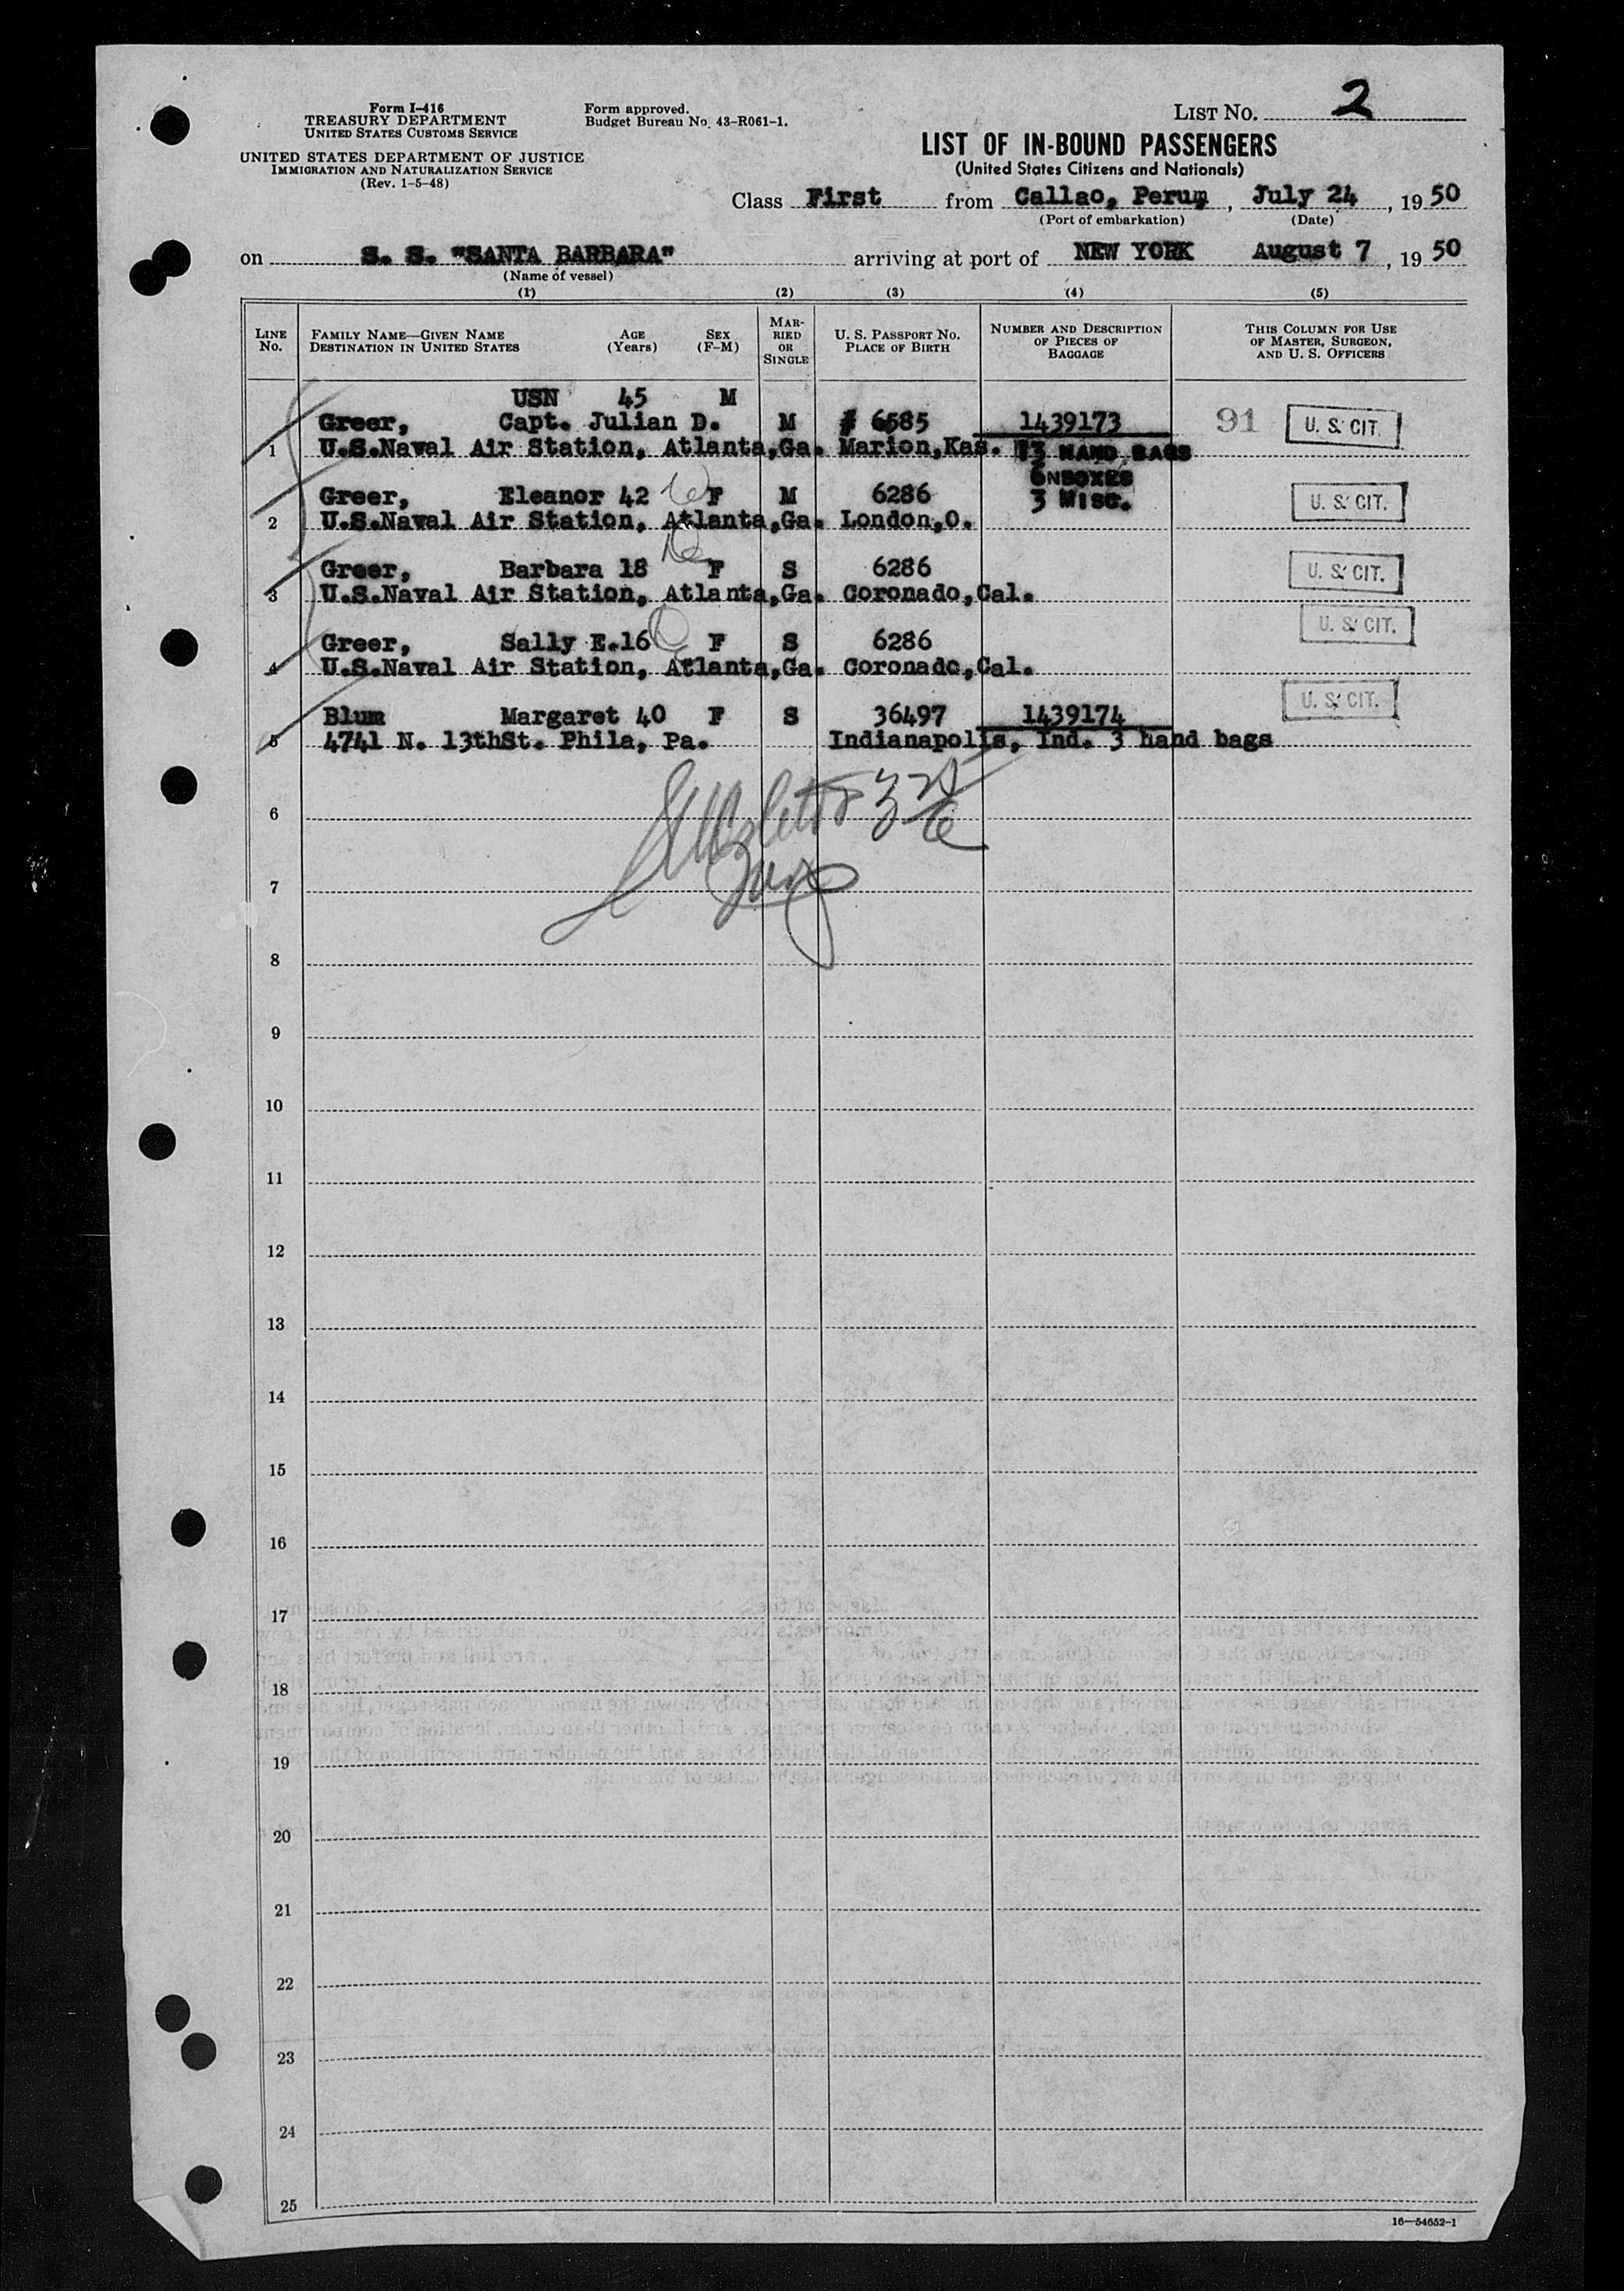 Form I-416
TREASURY DEPARTMENT
UNITED STATES CUSTOMS SERVICE
UNITED STATES DEPARTMENT OF JUSTICE
IMMIGRATION AND NATURALIZATION SERVICE
(Rev. 1-5-48)
Form approved.
Budget Bureau No. 43-R061-1.
LIST No. 2
LIST OF IN-BOUND PASSENGERS
(United States Citizens and Nationals)
Class First from Callao, Peru, July 24, 1950
(Port of embarkation) (Date)
on S. S. "SANTA BARBARA" arriving at port of NEW YORK August 7, 1950
(Name of vessel)
(1) (2) (3) (4) (5)
LINE No. FAMILY NAME—GIVEN NAME DESTINATION IN UNITED STATES AGE (Years) SEX (F-M) MARRIED OR SINGLE U. S. PASSPORT No. PLACE OF BIRTH NUMBER AND DESCRIPTION OF PIECES OF BAGGAGE THIS COLUMN FOR USE OF MASTER, SURGEON, AND U. S. OFFICERS
USN 45 M
Greer, Capt. Julian D. M # 6585 1439173 91 U. S. CIT.
1 U.S.Naval Air Station, Atlanta,Ga. Marion,Kas. 13 HAND BAGS
6 BOXES
Greer, Eleanor 42 F M 6286 3 MISC. U. S. CIT.
2 U.S.Naval Air Station, Atlanta,Ga. London,O.
Greer, Barbara 18 F S 6286 U. S. CIT.
3 U.S.Naval Air Station, Atlanta,Ga. Coronado,Cal.
U. S. CIT.
Greer, Sally E.16 F S 6286
4 U.S.Naval Air Station, Atlanta,Ga. Coronado,Cal.
Blum Margaret 40 F S 36497 1439174 U. S. CIT.
5 4741 N. 13thSt. Phila, Pa. Indianapolis, Ind. 3 hand bags
6
7
8
9
10
11
12
13
14
15
16
17
18
19
20
21
22
23
24
25
16—54652-1